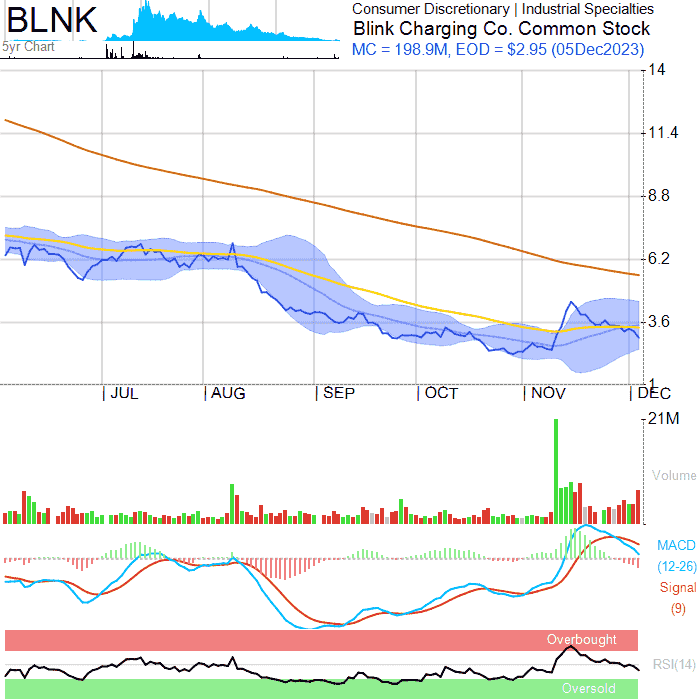 BLNK
5yr Chart
Consumer Discretionary | Industrial Specialties
Blink Charging Co. Common Stock
MC = 198.9M, EOD = $2.95 (05Dec2023)
14
11.4
8.8
6.2
3.6
1
| JUL | AUG | SEP | OCT | NOV | DEC
21M
Volume
MACD
(12-26)
Signal
(9)
Overbought
RSI(14)
Oversold